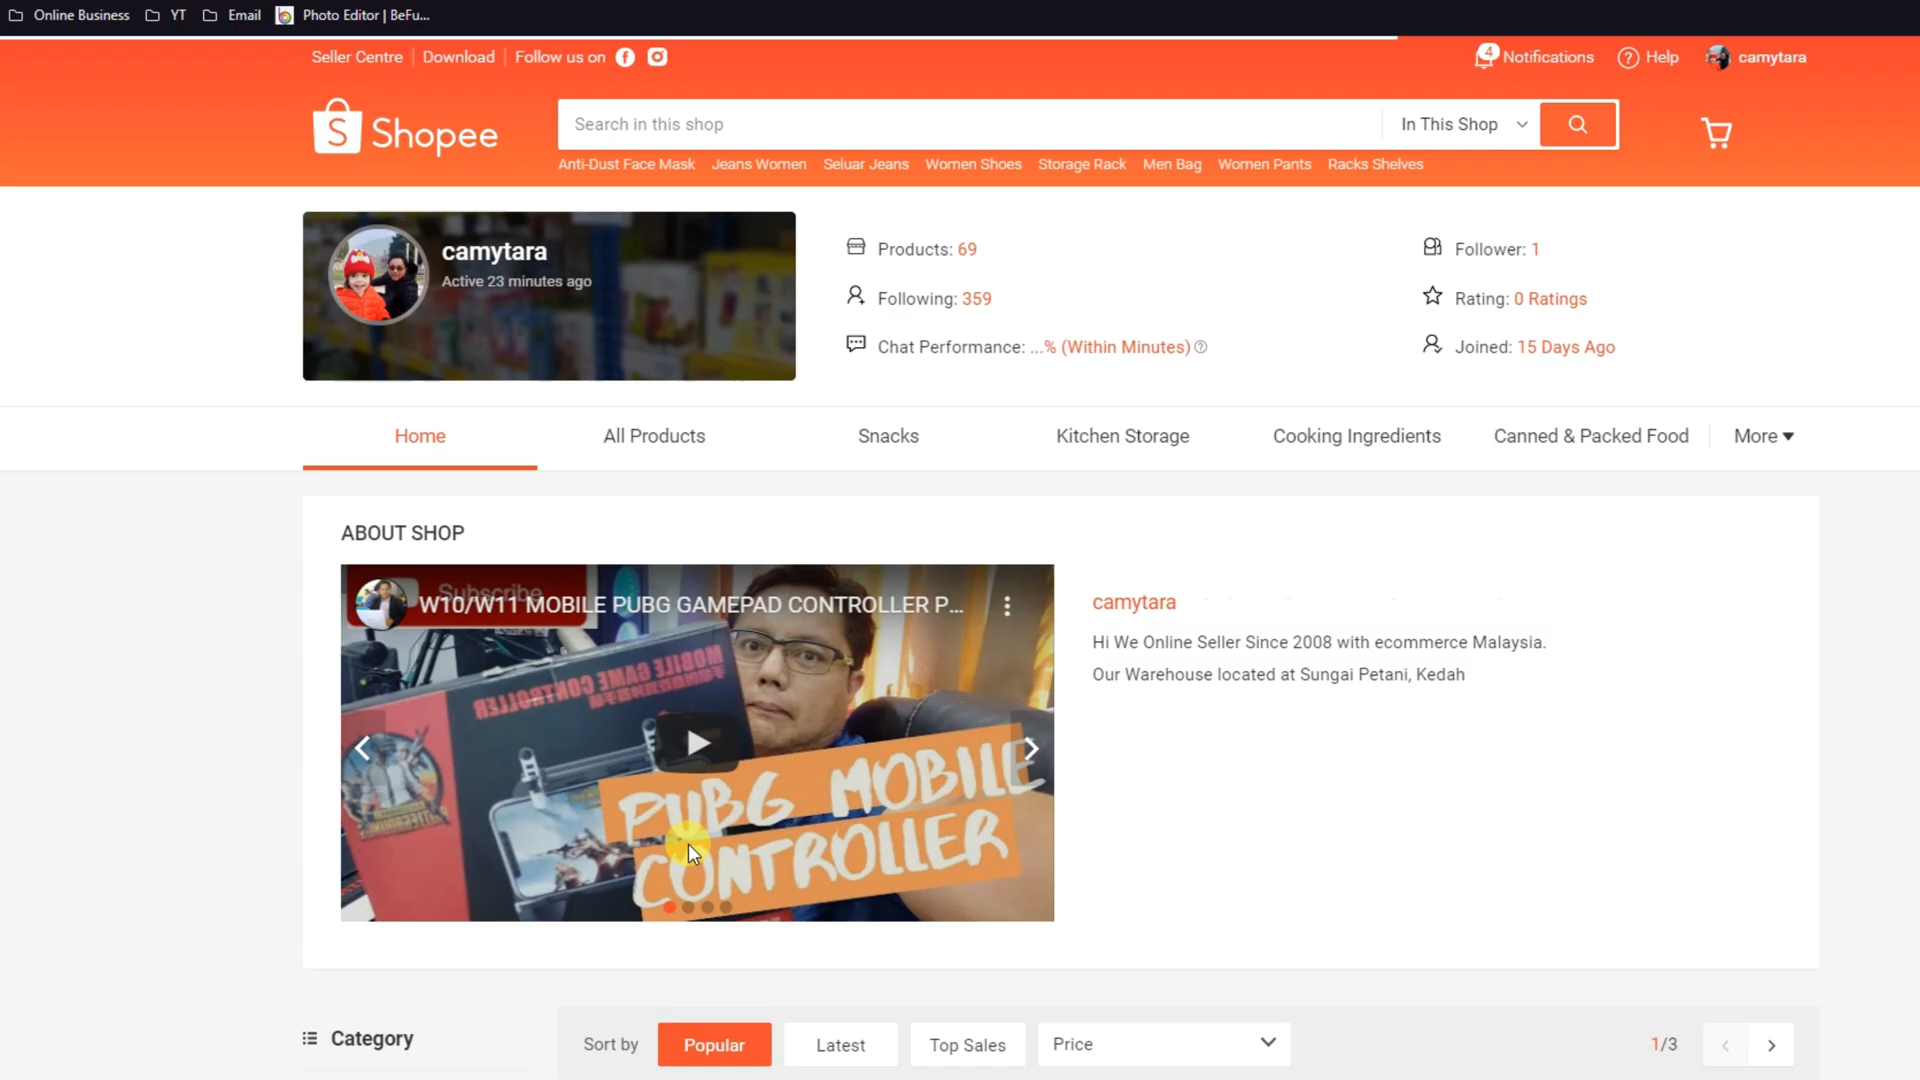 Online Business YT Email Photo Editor | BeFu...
Seller Centre Download Follow us on
4 Notifications Help camytara
Shopee
Search in this shop In This Shop
Anti-Dust Face Mask Jeans Women Seluar Jeans Women Shoes Storage Rack Men Bag Women Pants Racks Shelves
camytara
Active 23 minutes ago
Products: 69
Following: 359
Chat Performance: ...% (Within Minutes)
Follower: 1
Rating: 0 Ratings
Joined: 15 Days Ago
Home All Products Snacks Kitchen Storage Cooking Ingredients Canned & Packed Food More
ABOUT SHOP
Subscribe
W10/W11 MOBILE PUBG GAMEPAD CONTROLLER P...
MOBILE GAME CONTROLLER
PUBG MOBILE
CONTROLLER
camytara
Hi We Online Seller Since 2008 with ecommerce Malaysia.
Our Warehouse located at Sungai Petani, Kedah
Category
Sort by Popular Latest Top Sales Price 1/3